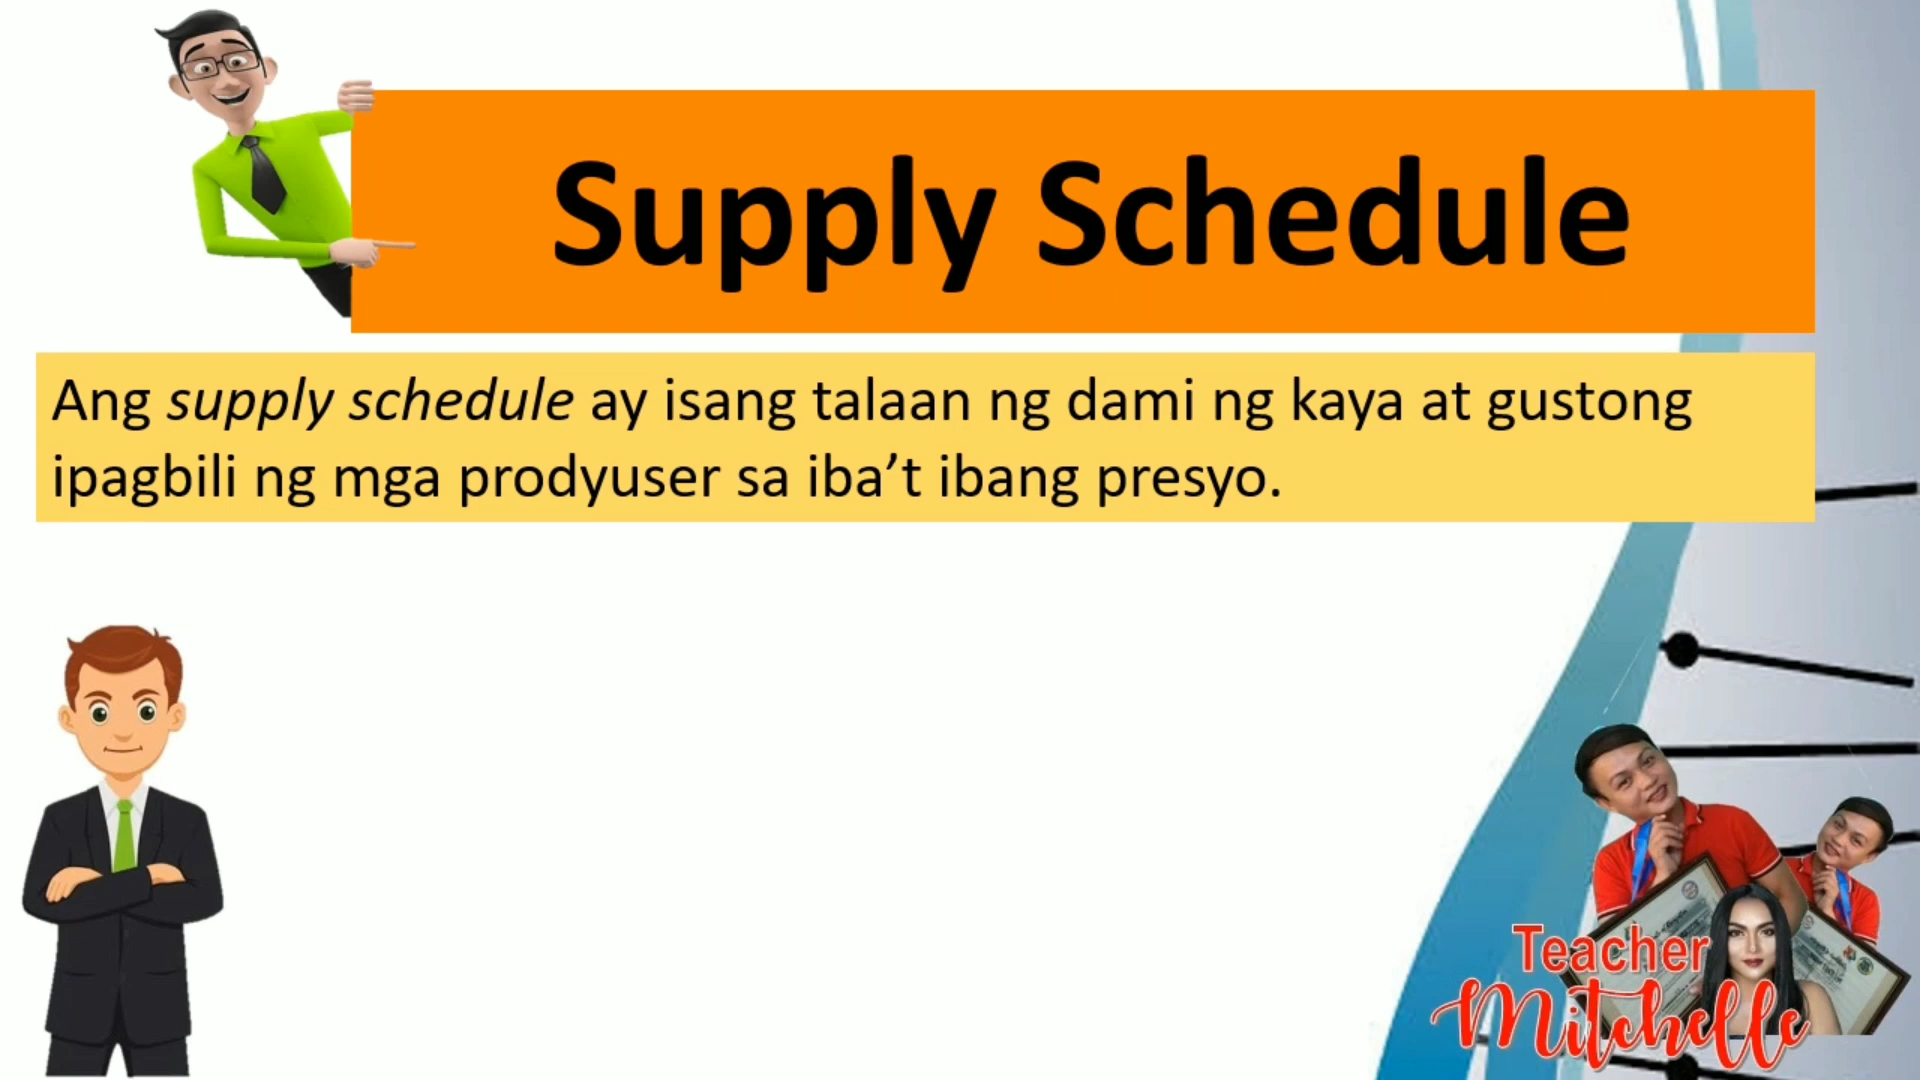 Supply Schedule
Ang supply schedule ay isang talaan ng dami ng kaya at gustong
ipagbili ng mga prodyuser sa iba't ibang presyo.
Teacher
Mitchelle